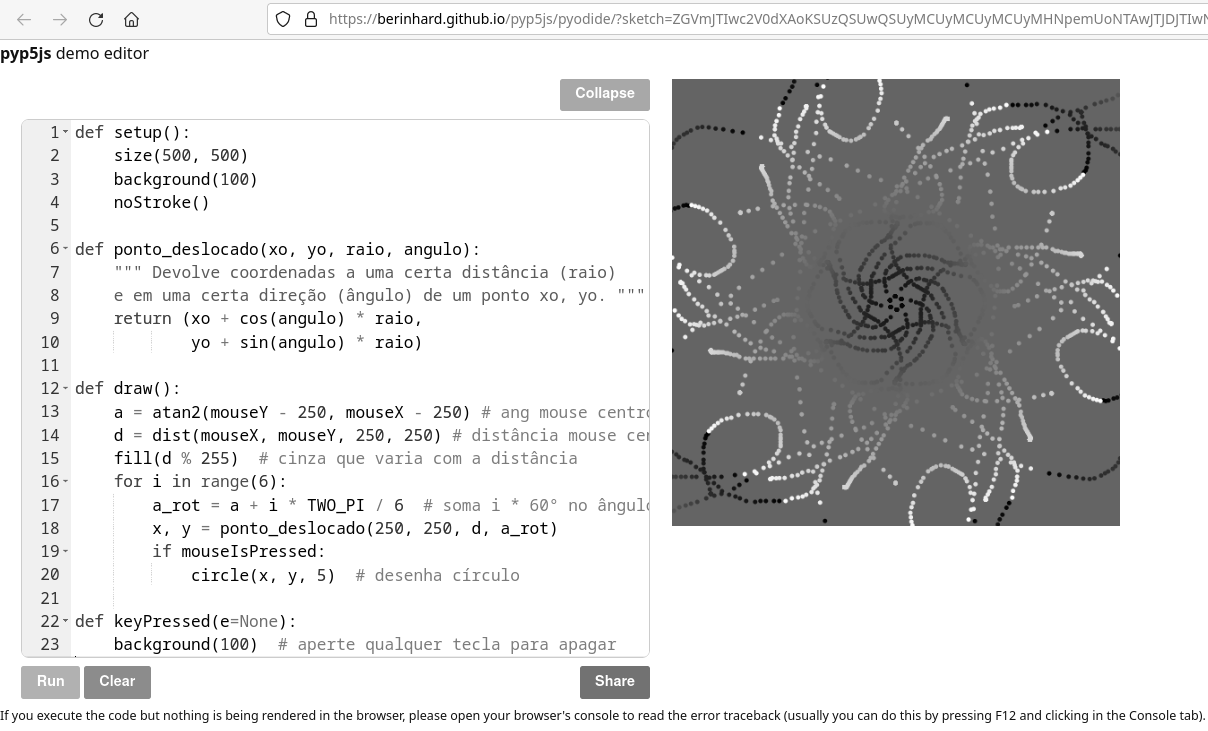 https://berinhard.github.io/pyp5js/pyodide/?sketch=ZGVmJTIwc2V0dXAoKSUzQSUwQSUyMCUyMCUyMCUyMHNpemUoNTAwJTJDJTIwN
pyp5js demo editor
Collapse
1 def setup():
2 size(500, 500)
3 background(100)
4 noStroke()
5
6 def ponto_deslocado(xo, yo, raio, angulo):
7 """ Devolve coordenadas a uma certa distância (raio)
8 e em uma certa direção (ângulo) de um ponto xo, yo. """
9 return (xo + cos(angulo) * raio,
10 yo + sin(angulo) * raio)
11
12 def draw():
13 a = atan2(mouseY - 250, mouseX - 250) # ang mouse centro
14 d = dist(mouseX, mouseY, 250, 250) # distância mouse cen
15 fill(d % 255) # cinza que varia com a distância
16 for i in range(6):
17 a_rot = a + i * TWO_PI / 6 # soma i * 60° no ângulo
18 x, y = ponto_deslocado(250, 250, d, a_rot)
19 if mouseIsPressed:
20 circle(x, y, 5) # desenha círculo
21
22 def keyPressed(e=None):
23 background(100) # aperte qualquer tecla para apagar
Run Clear Share
If you execute the code but nothing is being rendered in the browser, please open your browser's console to read the error traceback (usually you can do this by pressing F12 and clicking in the Console tab).